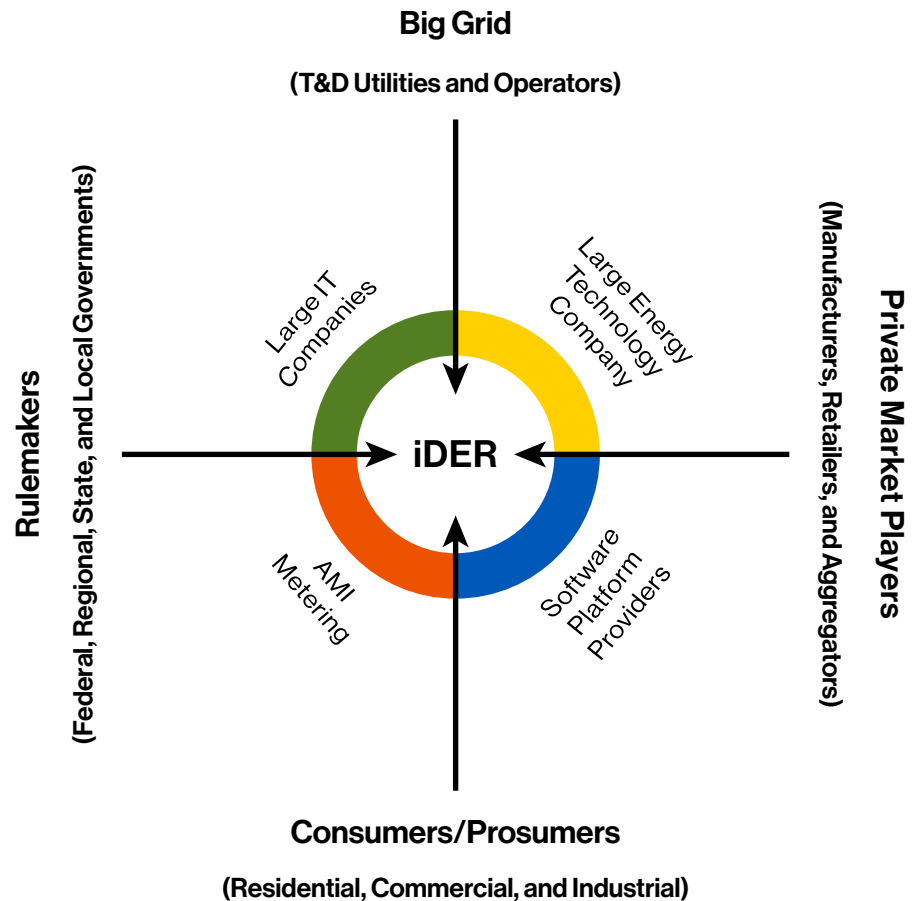 Big Grid
(T&D Utilities and Operators)
Rulemakers
(Federal, Regional, State, and Local Governments)
Large IT
Companies
Large Energy
Technology
Company
iDER
AMI
Metering
Software
Platform
Providers
Private Market Players
(Manufacturers, Retailers, and Aggregators)
Consumers/Prosumers
(Residential, Commercial, and Industrial)